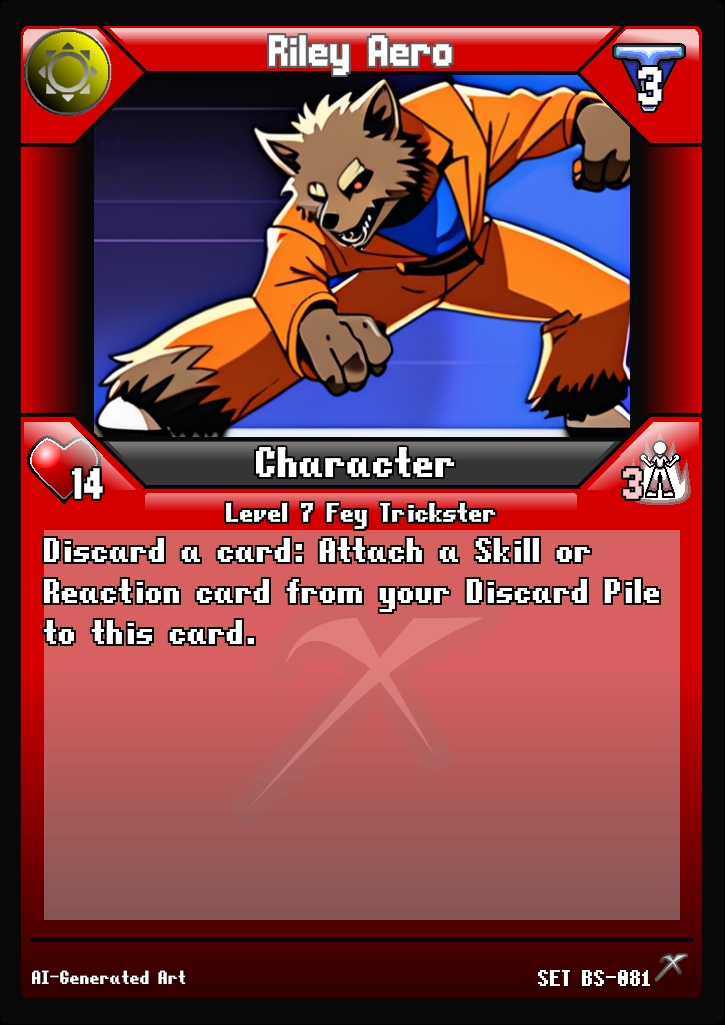 Riley Aero
3
14
Character
3
Level 7 Fey Trickster
Discard a card: Attach a Skill or
Reaction card from your Discard Pile
to this card.
AI-Generated Art
SET BS-081